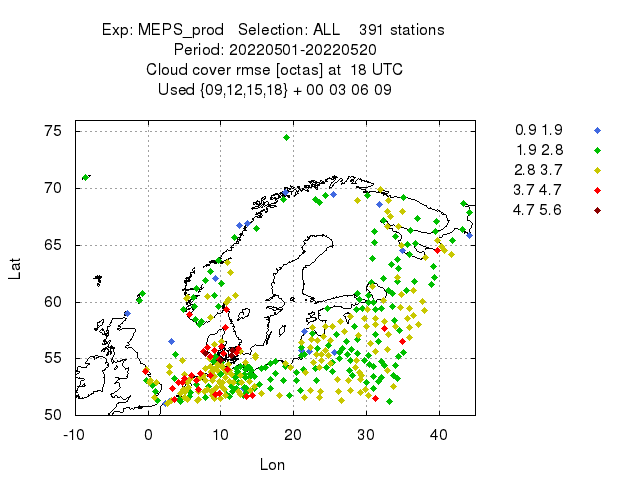 Exp: MEPS_prod Selection: ALL 391 stations
Period: 20220501-20220520
Cloud cover rmse [octas] at 18 UTC
Used {09,12,15,18} + 00 03 06 09
0.9 1.9
1.9 2.8
2.8 3.7
3.7 4.7
4.7 5.6
75
70
65
60
55
50
Lat
-10 0 10 20 30 40
Lon